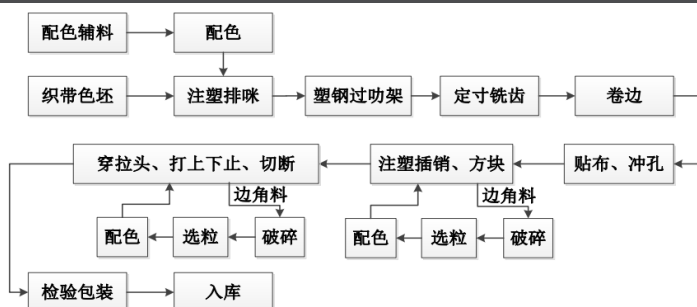 配色辅料
配色
织带色坯
注塑排咪
塑钢过叻架
定寸铣齿
卷边
穿拉头、打上下止、切断
注塑插销、方块
贴布、冲孔
边角料
边角料
配色
选粒
破碎
配色
选粒
破碎
检验包装
入库